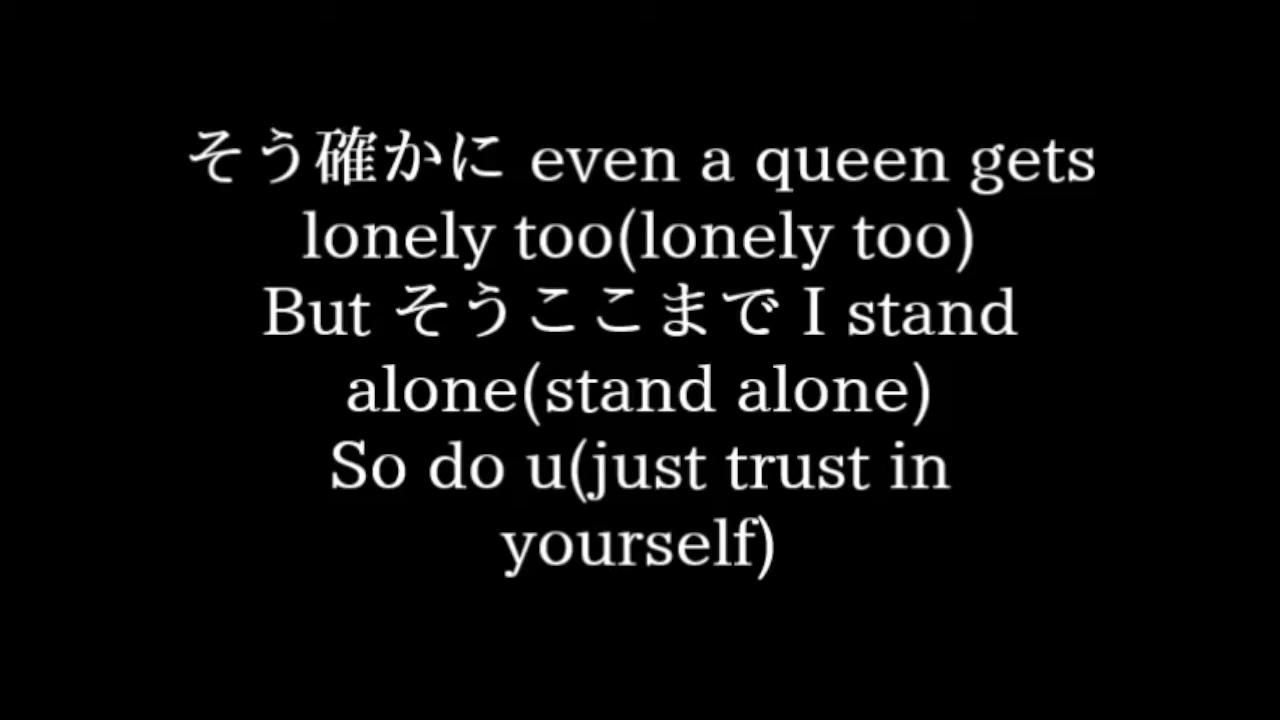 そう確かに even a queen gets
lonely too(lonely too)
But そうここまで I stand
alone(stand alone)
So do u(just trust in
yourself)